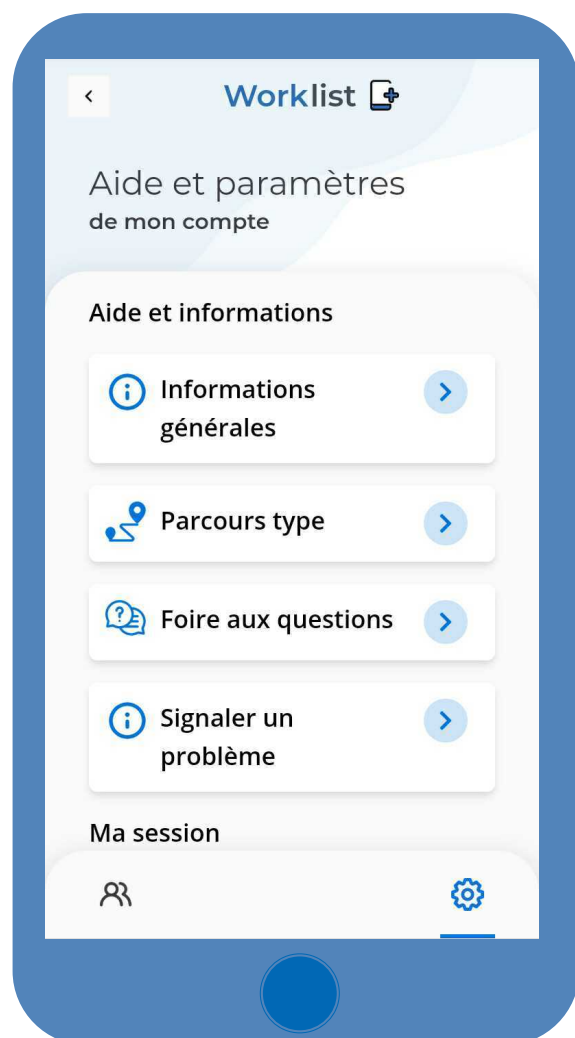 Worklist
Aide et paramètres
de mon compte
Aide et informations
Informations
générales
Parcours type
Foire aux questions
Signaler un
problème
Ma session